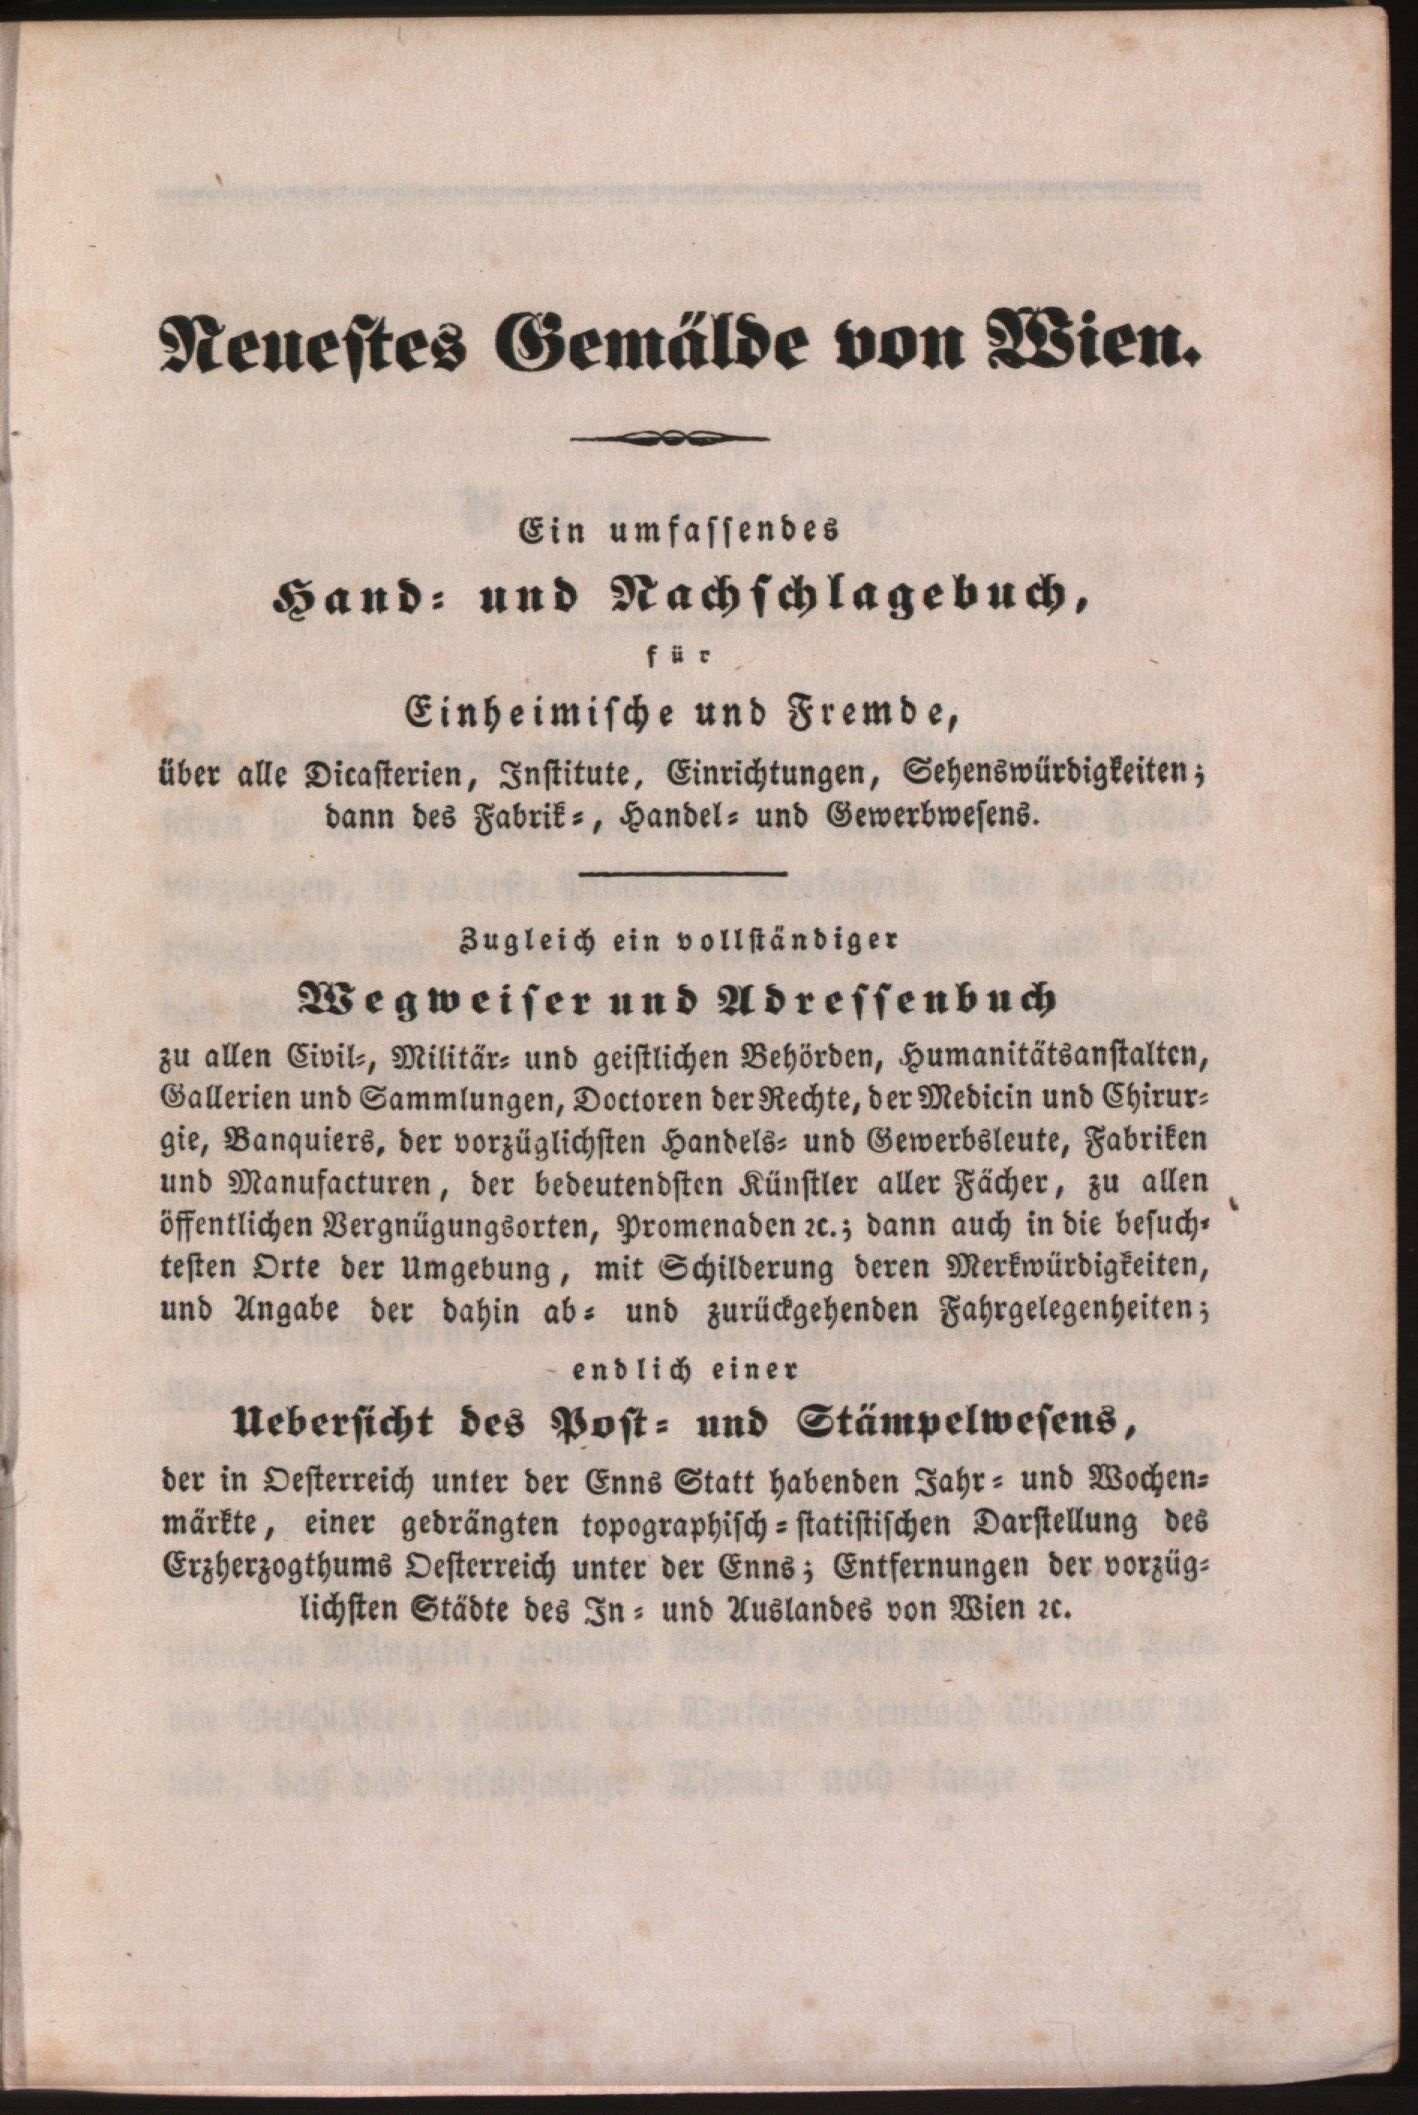 Neuestes Gemälde von Wien.
Ein umfassendes
Hand- und Nachschlagebuch,
für
Einheimische und Fremde,
über alle Dicasterien, Institute, Einrichtungen, Sehenswürdigkeiten;
dann des Fabrik-, Handel- und Gewerbwesens.
Zugleich ein vollständiger
Wegweiser und Adressenbuch
zu allen Civil-, Militär- und geistlichen Behörden, Humanitätsanstalten,
Gallerien und Sammlungen, Doctoren der Rechte, der Medicin und Chirur-
gie, Banquiers, der vorzüglichsten Handels- und Gewerbsleute, Fabriken
und Manufacturen, der bedeutendsten Künstler aller Fächer, zu allen
öffentlichen Vergnügungsorten, Promenaden ꝛc.; dann auch in die besuch-
testen Orte der Umgebung, mit Schilderung deren Merkwürdigkeiten,
und Angabe der dahin ab- und zurückgehenden Fahrgelegenheiten;
endlich einer
Uebersicht des Post- und Stämpelwesens,
der in Oesterreich unter der Enns Statt habenden Jahr- und Wochen-
märkte, einer gedrängten topographisch-statistischen Darstellung des
Erzherzogthums Oesterreich unter der Enns; Entfernungen der vorzüg-
lichsten Städte des In- und Auslandes von Wien ꝛc.